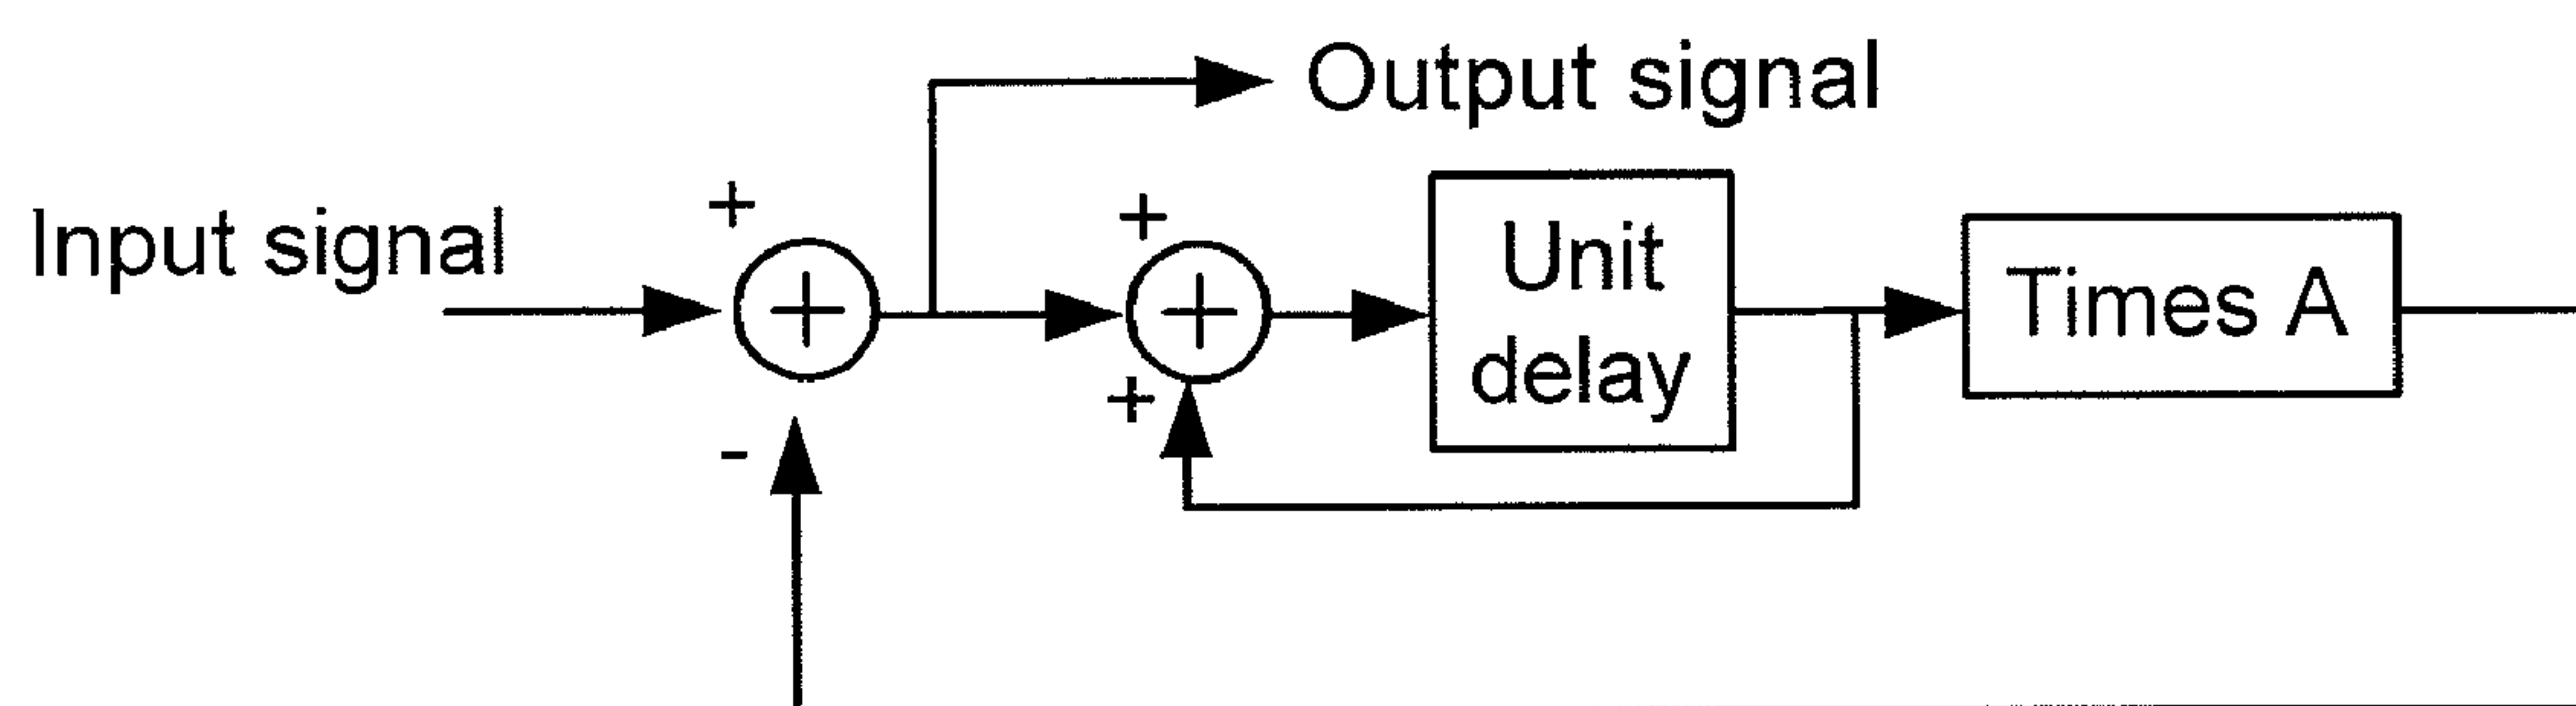 Output signal
+
Input signal
+
+
+
+
-
Unit
delay
Times A